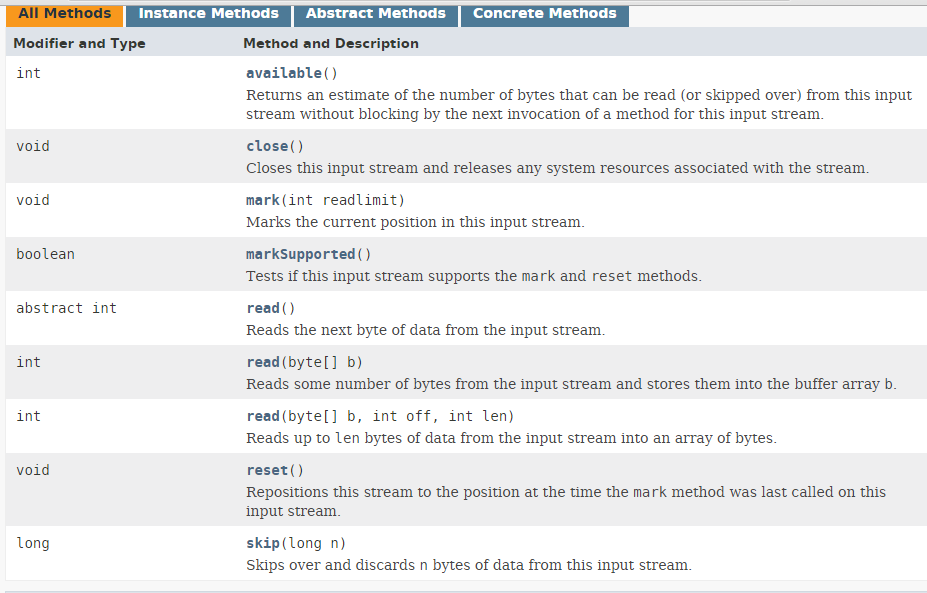 All Methods Instance Methods Abstract Methods Concrete Methods
Modifier and Type Method and Description
int available()
Returns an estimate of the number of bytes that can be read (or skipped over) from this input
stream without blocking by the next invocation of a method for this input stream.
void close()
Closes this input stream and releases any system resources associated with the stream.
void mark(int readlimit)
Marks the current position in this input stream.
boolean markSupported()
Tests if this input stream supports the mark and reset methods.
abstract int read()
Reads the next byte of data from the input stream.
int read(byte[] b)
Reads some number of bytes from the input stream and stores them into the buffer array b.
int read(byte[] b, int off, int len)
Reads up to len bytes of data from the input stream into an array of bytes.
void reset()
Repositions this stream to the position at the time the mark method was last called on this
input stream.
long skip(long n)
Skips over and discards n bytes of data from this input stream.